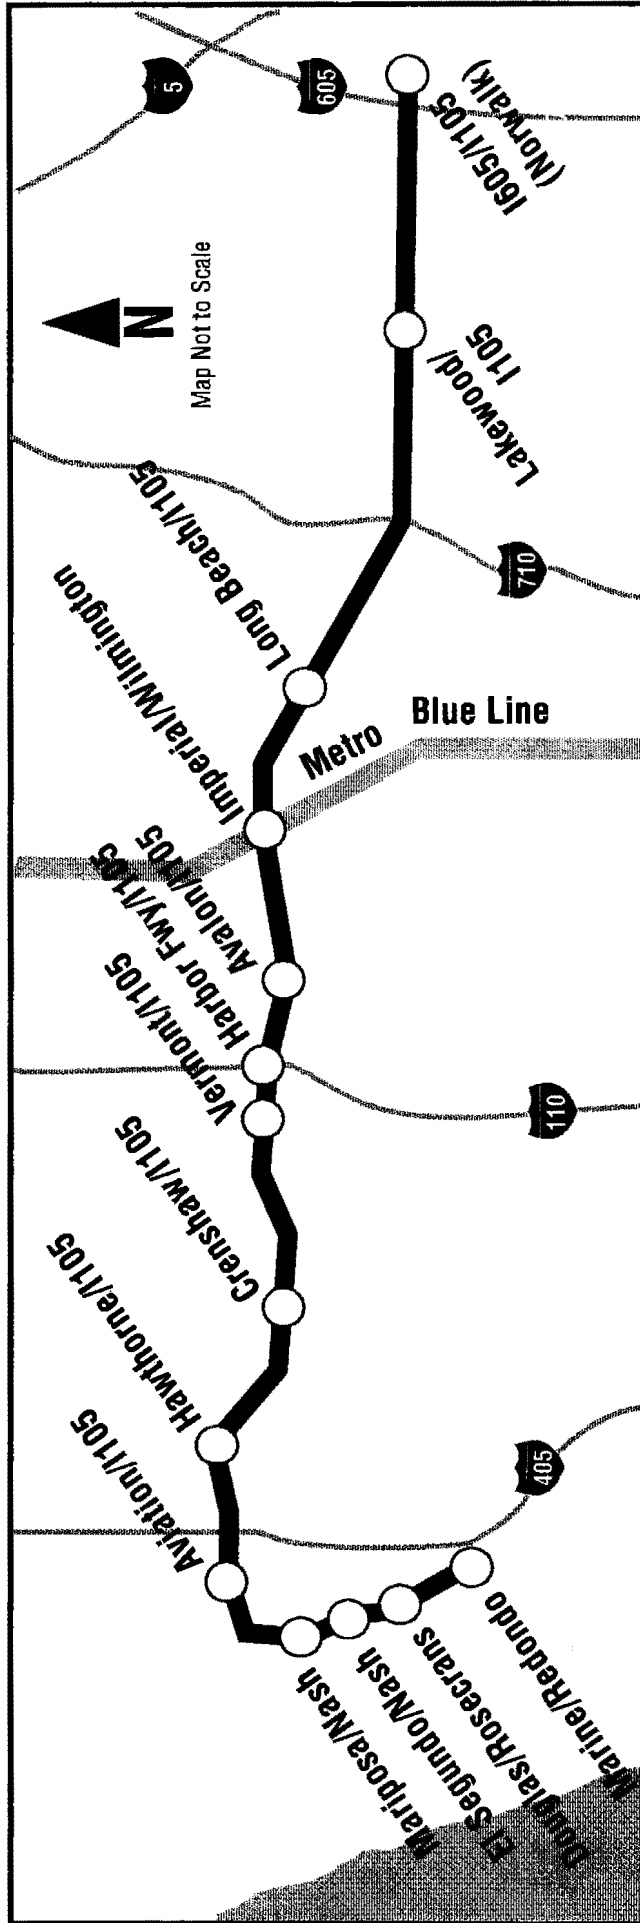 5
605
I605/I105
(Norwalk)
N
Map Not to Scale
Lakewood/
I105
710
Long Beach/I105
Imperial/Wilmington
Metro
Blue Line
Avalon/I105
Harbor Fwy/I105
Vermont/I105
110
Crenshaw/I105
Hawthorne/I105
405
Aviation/I105
Mariposa/Nash
El Segundo/Nash
Douglas/Rosecrans
Marine/Redondo